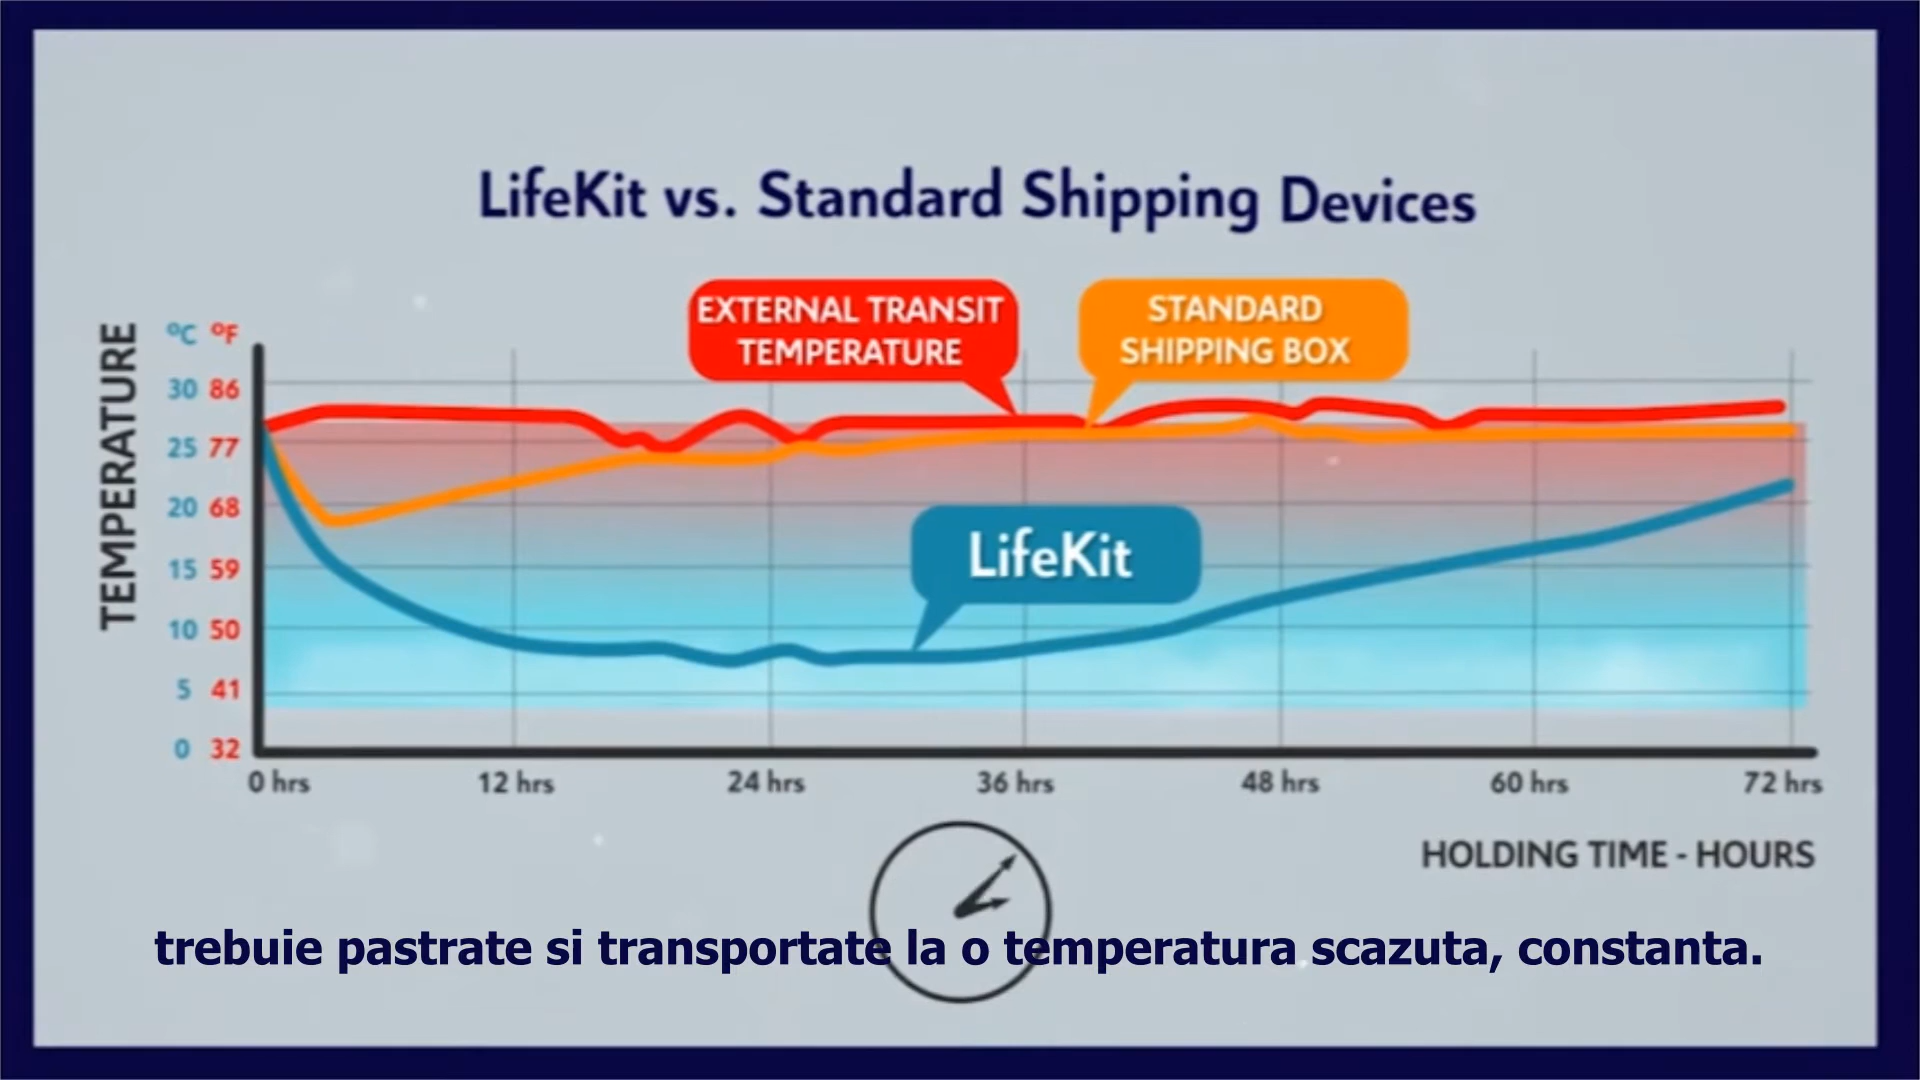 LifeKit vs. Standard Shipping Devices
EXTERNAL TRANSIT
TEMPERATURE
STANDARD
SHIPPING BOX
TEMPERATURE
ºC ºF
30 86
25 77
20 68
LifeKit
15 59
10 50
5 41
0 32
0 hrs 12 hrs 24 hrs 36 hrs 48 hrs 60 hrs 72 hrs
HOLDING TIME - HOURS
trebuie pastrate si transportate la o temperatura scazuta, constanta.